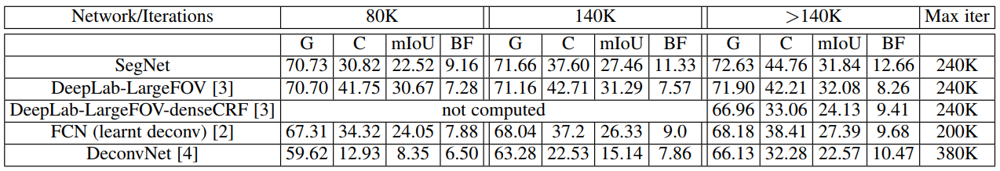 Network/Iterations 80K 140K >140K Max iter
G C mIoU BF G C mIoU BF G C mIoU BF
SegNet 70.73 30.82 22.52 9.16 71.66 37.60 27.46 11.33 72.63 44.76 31.84 12.66 240K
DeepLab-LargeFOV [3] 70.70 41.75 30.67 7.28 71.16 42.71 31.29 7.57 71.90 42.21 32.08 8.26 240K
DeepLab-LargeFOV-denseCRF [3] not computed 66.96 33.06 24.13 9.41 240K
FCN (learnt deconv) [2] 67.31 34.32 24.05 7.88 68.04 37.2 26.33 9.0 68.18 38.41 27.39 9.68 200K
DeconvNet [4] 59.62 12.93 8.35 6.50 63.28 22.53 15.14 7.86 66.13 32.28 22.57 10.47 380K